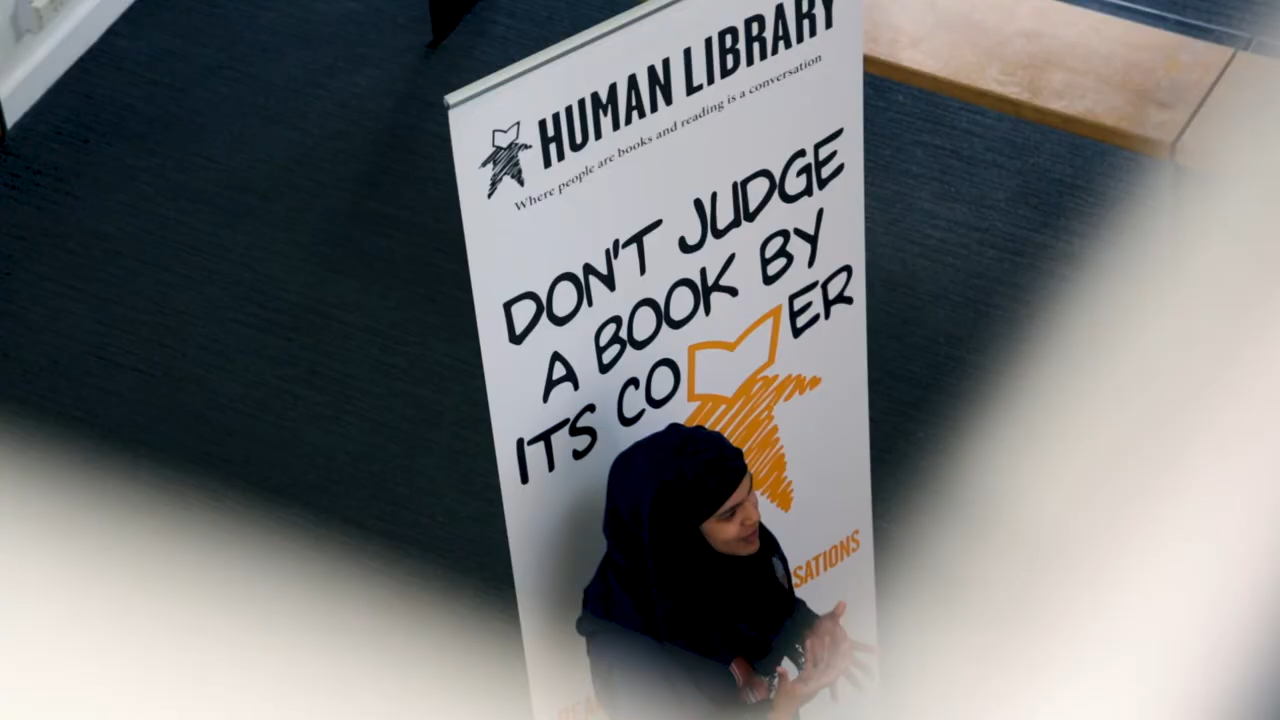 HUMAN LIBRARY
Where people are books and reading is a conversation
DON'T JUDGE
A BOOK BY
ITS CO ER
SATIONS